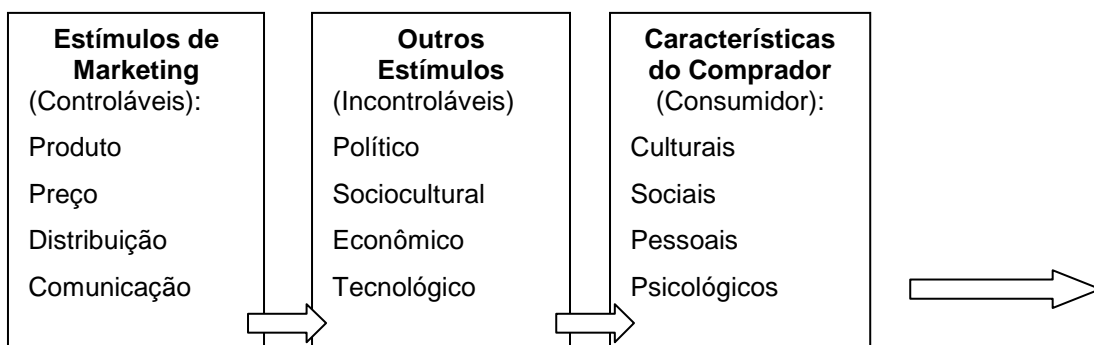 Estímulos de
Marketing
(Controláveis):
Produto
Preço
Distribuição
Comunicação
Outros
Estímulos
(Incontroláveis)
Político
Sociocultural
Econômico
Tecnológico
Características
do Comprador
(Consumidor):
Culturais
Sociais
Pessoais
Psicológicos